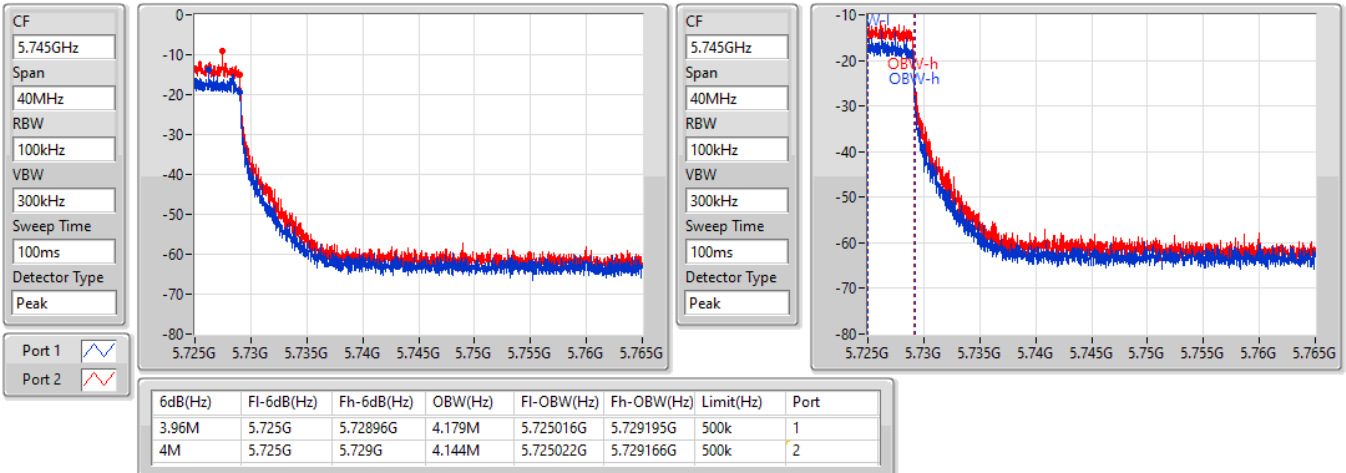 CF
5.745GHz
Span
40MHz
RBW
100kHz
VBW
300kHz
Sweep Time
100ms
Detector Type
Peak
Port 1
Port 2
0-
-10-
-20-
-30-
-40-
-50-
-60-
-70-
-80-
5.725G 5.73G 5.735G 5.74G 5.745G 5.75G 5.755G 5.76G 5.765G
CF
5.745GHz
Span
40MHz
RBW
100kHz
VBW
300kHz
Sweep Time
100ms
Detector Type
Peak
-10-
-20-
-30-
-40-
-50-
-60-
-70-
-80-
W-l
OBW-h
OBW-h
5.725G 5.73G 5.735G 5.74G 5.745G 5.75G 5.755G 5.76G 5.765G
6dB(Hz) Fl-6dB(Hz) Fh-6dB(Hz) OBW(Hz) Fl-OBW(Hz) Fh-OBW(Hz) Limit(Hz) Port
3.96M 5.725G 5.72896G 4.179M 5.725016G 5.729195G 500k 1
4M 5.725G 5.729G 4.144M 5.725022G 5.729166G 500k 2